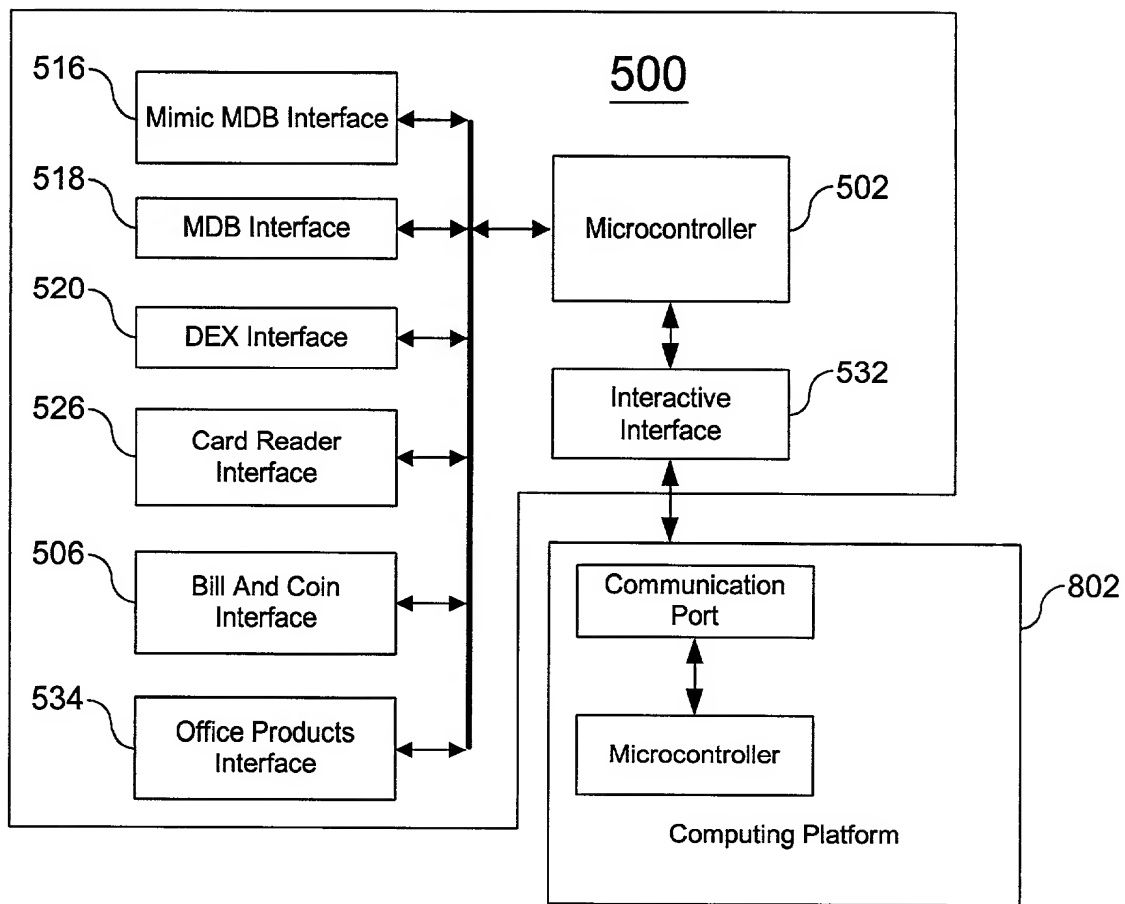 500
516
Mimic MDB Interface
518
MDB Interface
520
DEX Interface
526
Card Reader
Interface
506
Bill And Coin
Interface
534
Office Products
Interface
Microcontroller
502
Interactive
Interface
532
Communication
Port
Microcontroller
Computing Platform
802